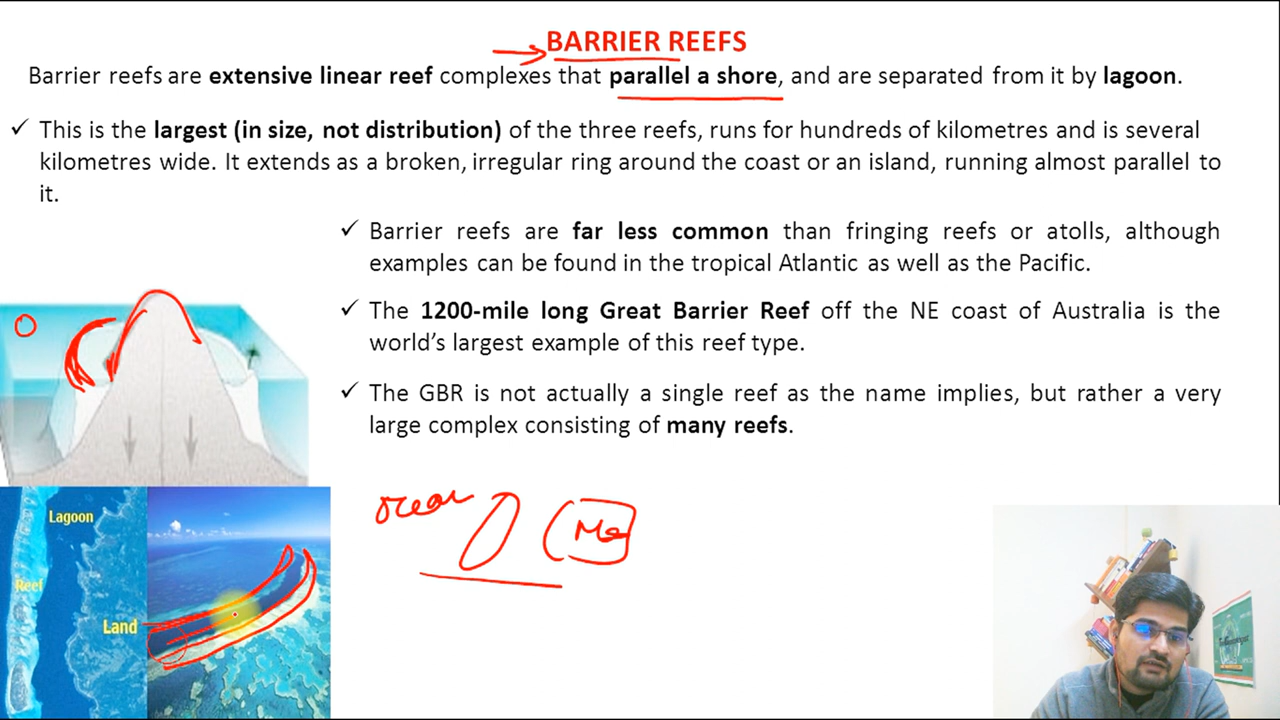 BARRIER REEFS
Barrier reefs are extensive linear reef complexes that parallel a shore, and are separated from it by lagoon.
✓ This is the largest (in size, not distribution) of the three reefs, runs for hundreds of kilometres and is several
kilometres wide. It extends as a broken, irregular ring around the coast or an island, running almost parallel to
it.
✓ Barrier reefs are far less common than fringing reefs or atolls, although
examples can be found in the tropical Atlantic as well as the Pacific.
✓ The 1200-mile long Great Barrier Reef off the NE coast of Australia is the
world's largest example of this reef type.
✓ The GBR is not actually a single reef as the name implies, but rather a very
large complex consisting of many reefs.
Lagoon
Reef
Land